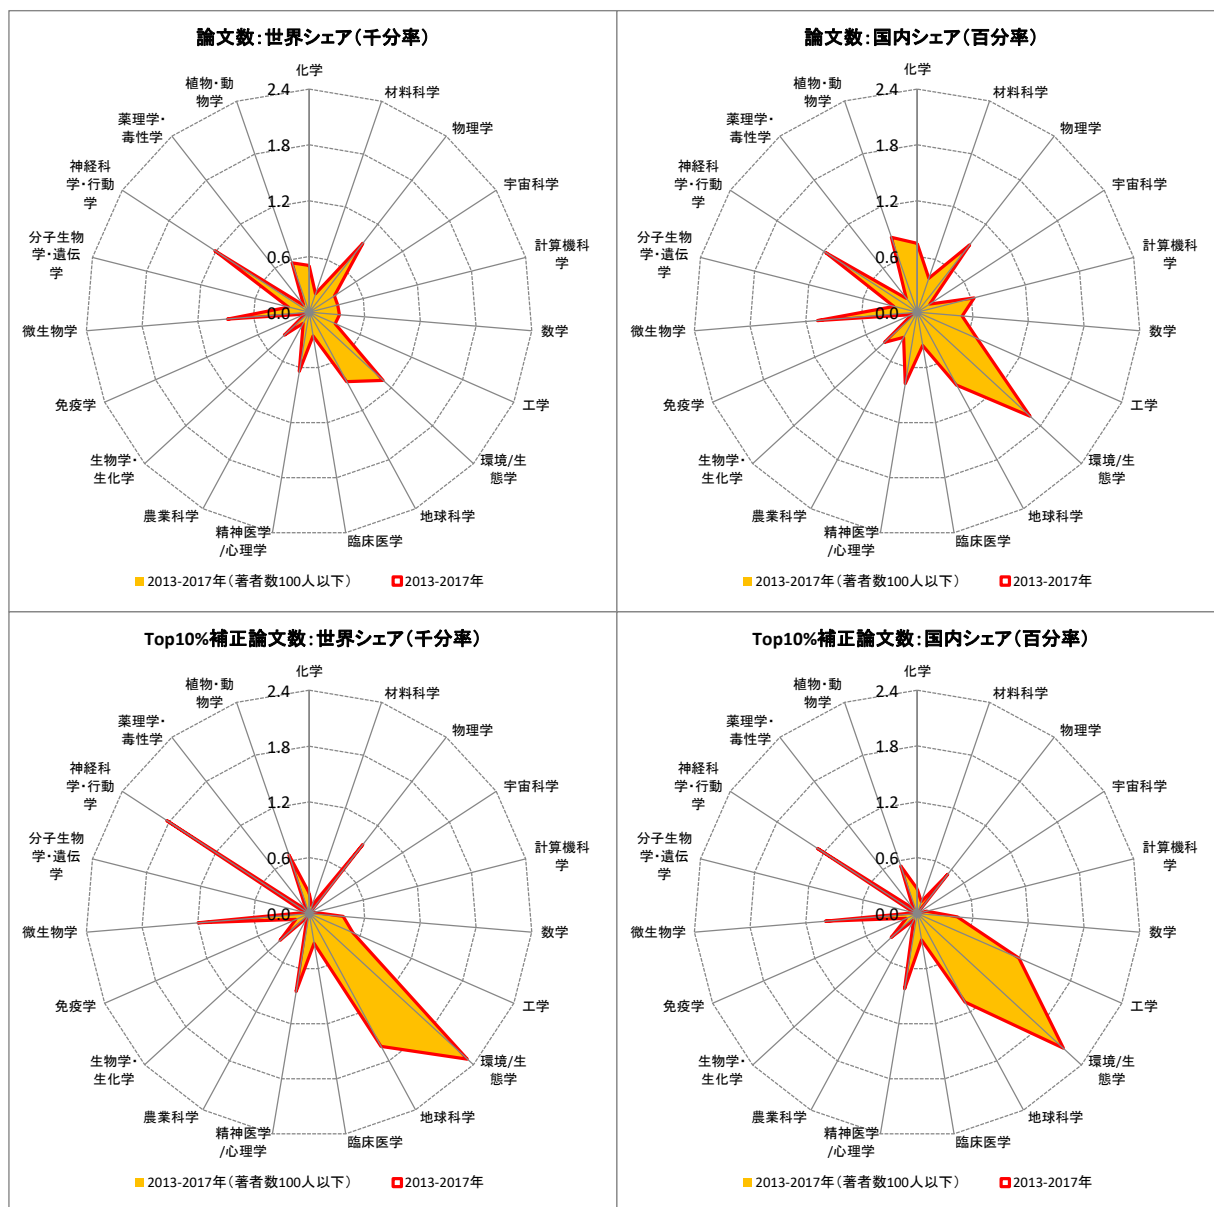 論文数：世界シェア（千分率）
化学
材料科学
物理学
宇宙科学
計算機科
学
数学
工学
環境/生
態学
地球科学
臨床医学
精神医学
/心理学
農業科学
生物学・
生化学
免疫学
微生物学
分子生物
学・遺伝
学
神経科
学・行動
学
薬理学・
毒性学
植物・動
物学
2.4
1.8
1.2
0.6
0.0
2013-2017年（著者数100人以下）
2013-2017年
論文数：国内シェア（百分率）
化学
材料科学
物理学
宇宙科学
計算機科
学
数学
工学
環境/生
態学
地球科学
臨床医学
精神医学
/心理学
農業科学
生物学・
生化学
免疫学
微生物学
分子生物
学・遺伝
学
神経科
学・行動
学
薬理学・
毒性学
植物・動
物学
2.4
1.8
1.2
0.6
0.0
2013-2017年（著者数100人以下）
2013-2017年
Top10%補正論文数：世界シェア（千分率）
化学
材料科学
物理学
宇宙科学
計算機科
学
数学
工学
環境/生
態学
地球科学
臨床医学
精神医学
/心理学
農業科学
生物学・
生化学
免疫学
微生物学
分子生物
学・遺伝
学
神経科
学・行動
学
薬理学・
毒性学
植物・動
物学
2.4
1.8
1.2
0.6
0.0
2013-2017年（著者数100人以下）
2013-2017年
Top10%補正論文数：国内シェア（百分率）
化学
材料科学
物理学
宇宙科学
計算機科
学
数学
工学
環境/生
態学
地球科学
臨床医学
精神医学
/心理学
農業科学
生物学・
生化学
免疫学
微生物学
分子生物
学・遺伝
学
神経科
学・行動
学
薬理学・
毒性学
植物・動
物学
2.4
1.8
1.2
0.6
0.0
2013-2017年（著者数100人以下）
2013-2017年